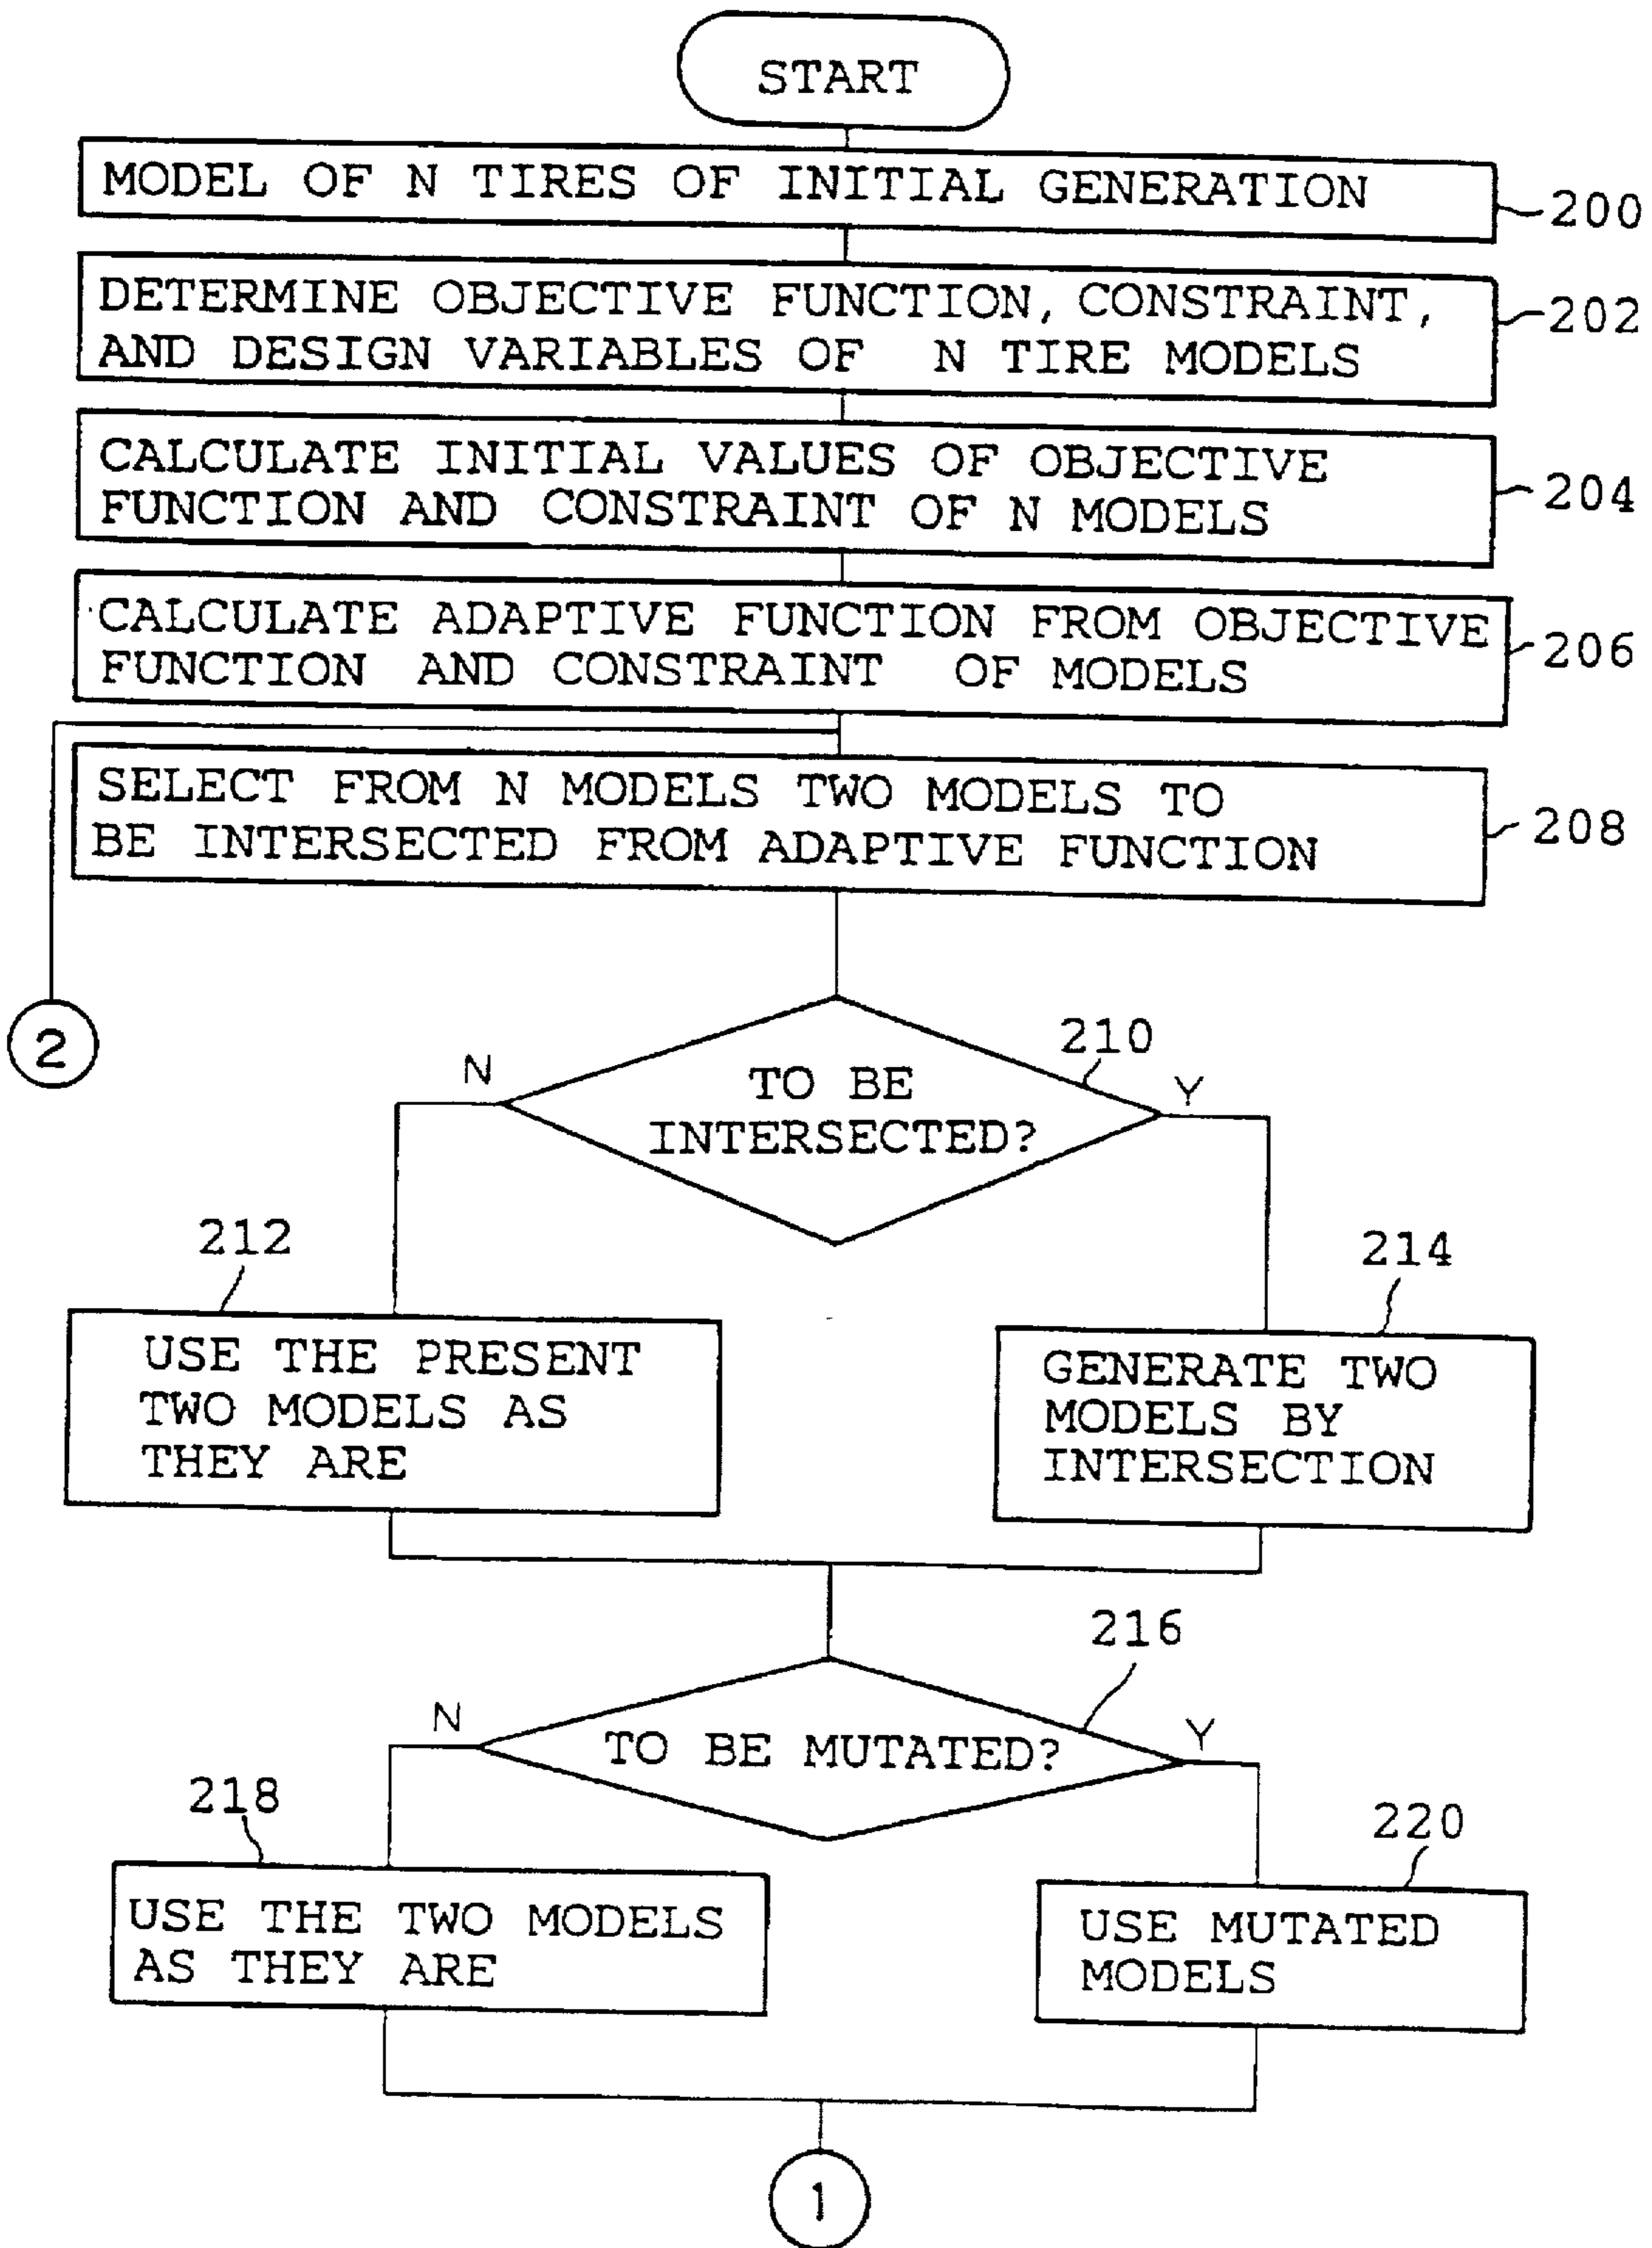 START
MODEL OF N TIRES OF INITIAL GENERATION
200
DETERMINE OBJECTIVE FUNCTION, CONSTRAINT,
AND DESIGN VARIABLES OF N TIRE MODELS
202
CALCULATE INITIAL VALUES OF OBJECTIVE
FUNCTION AND CONSTRAINT OF N MODELS
204
CALCULATE ADAPTIVE FUNCTION FROM OBJECTIVE
FUNCTION AND CONSTRAINT OF MODELS
206
SELECT FROM N MODELS TWO MODELS TO
BE INTERSECTED FROM ADAPTIVE FUNCTION
208
2
210
N
TO BE
INTERSECTED?
Y
212
USE THE PRESENT
TWO MODELS AS
THEY ARE
214
GENERATE TWO
MODELS BY
INTERSECTION
216
N
TO BE MUTATED?
Y
218
USE THE TWO MODELS
AS THEY ARE
220
USE MUTATED
MODELS
1